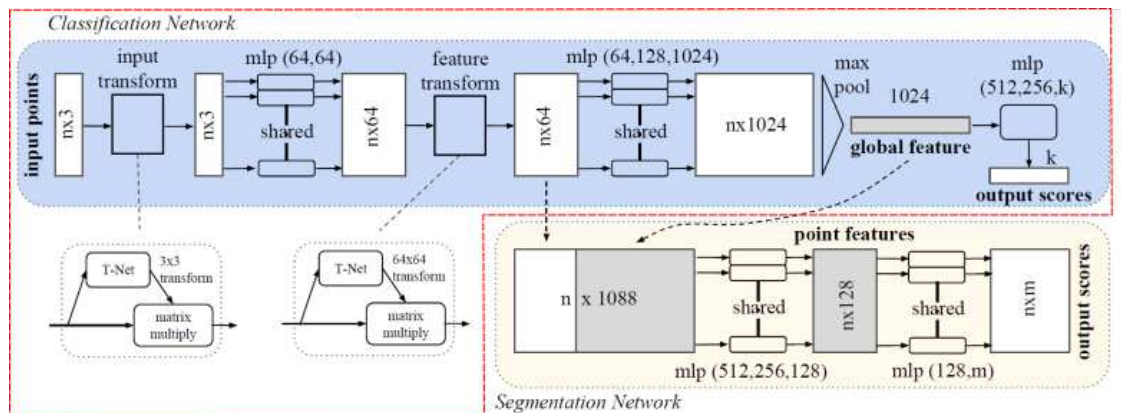 Classification Network
input points
nx3
input
transform
nx3
mlp (64,64)
shared
nx64
feature
transform
nx64
mlp (64,128,1024)
shared
nx1024
max
pool
1024
global feature
mlp
(512,256,k)
k
output scores
T-Net
3x3
transform
matrix
multiply
T-Net
64x64
transform
matrix
multiply
point features
n x 1088
shared
mlp (512,256,128)
nx128
shared
mlp (128,m)
nxm
output scores
Segmentation Network